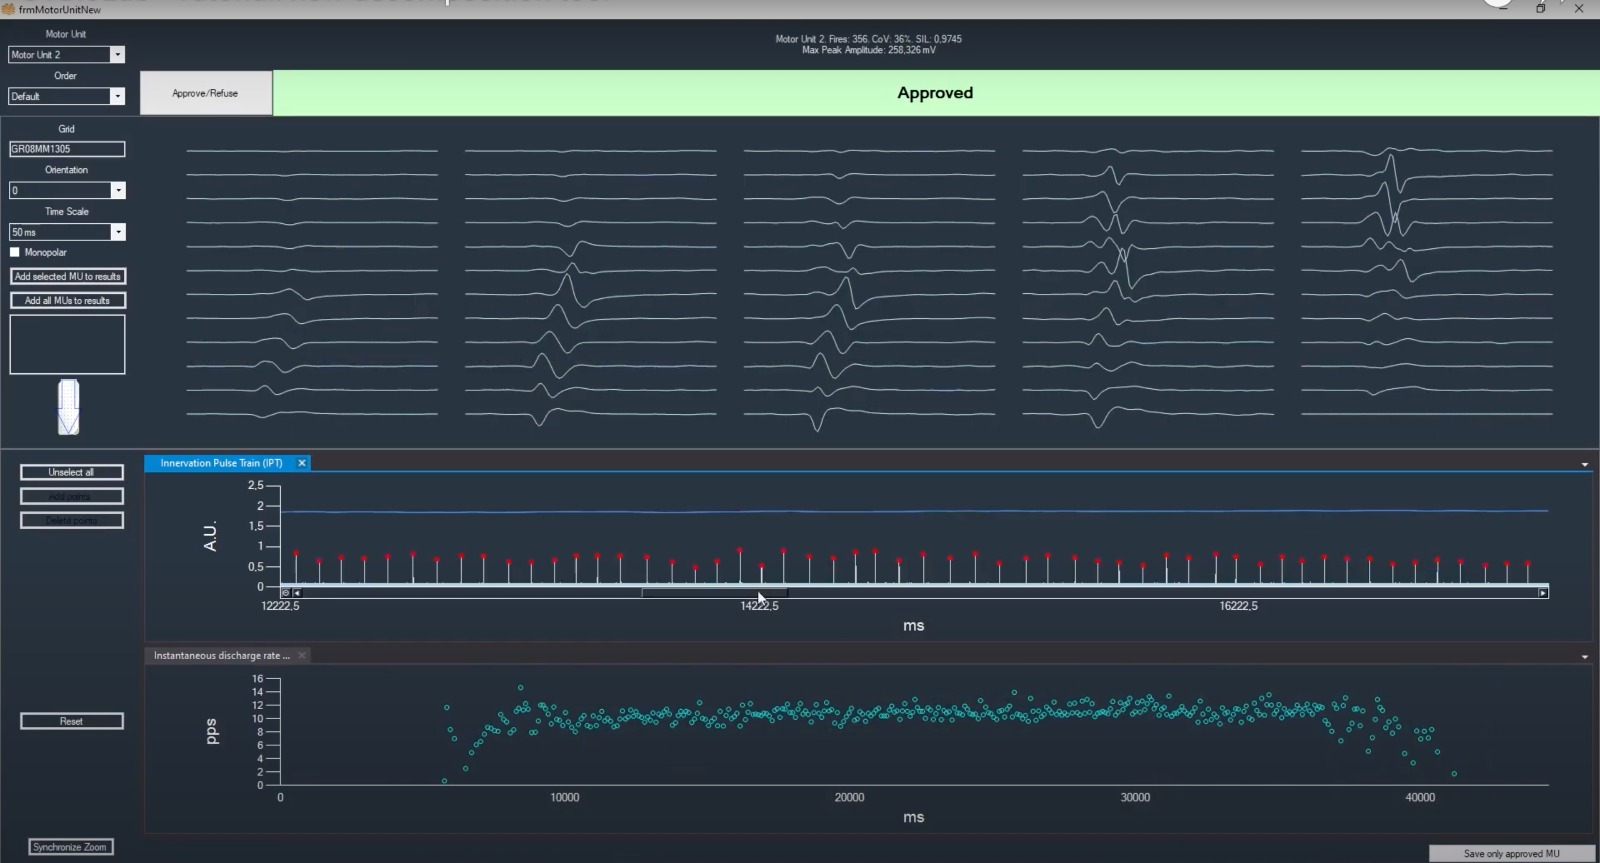 frmMotorUnitNew
Motor Unit
Motor Unit 2
Order
Default
Motor Unit 2. Fires: 356. CoV: 36%. SIL: 0,9745
Max Peak Amplitude: 258,326 mV
Approve/Refuse
Approved
Grid
GR08MM1305
Orientation
0
Time Scale
50 ms
Monopolar
Add selected MU to results
Add all MUs to results
Unselect all
Add points
Delete points
Innervation Pulse Train (IPT)
2,5
2
1,5
1
0,5
0
A.U.
12222,5
14222,5
16222,5
ms
Instantaneous discharge rate ...
Reset
16
14
12
10
8
6
4
2
0
pps
0
10000
20000
30000
40000
ms
Synchronize Zoom
Save only approved MU